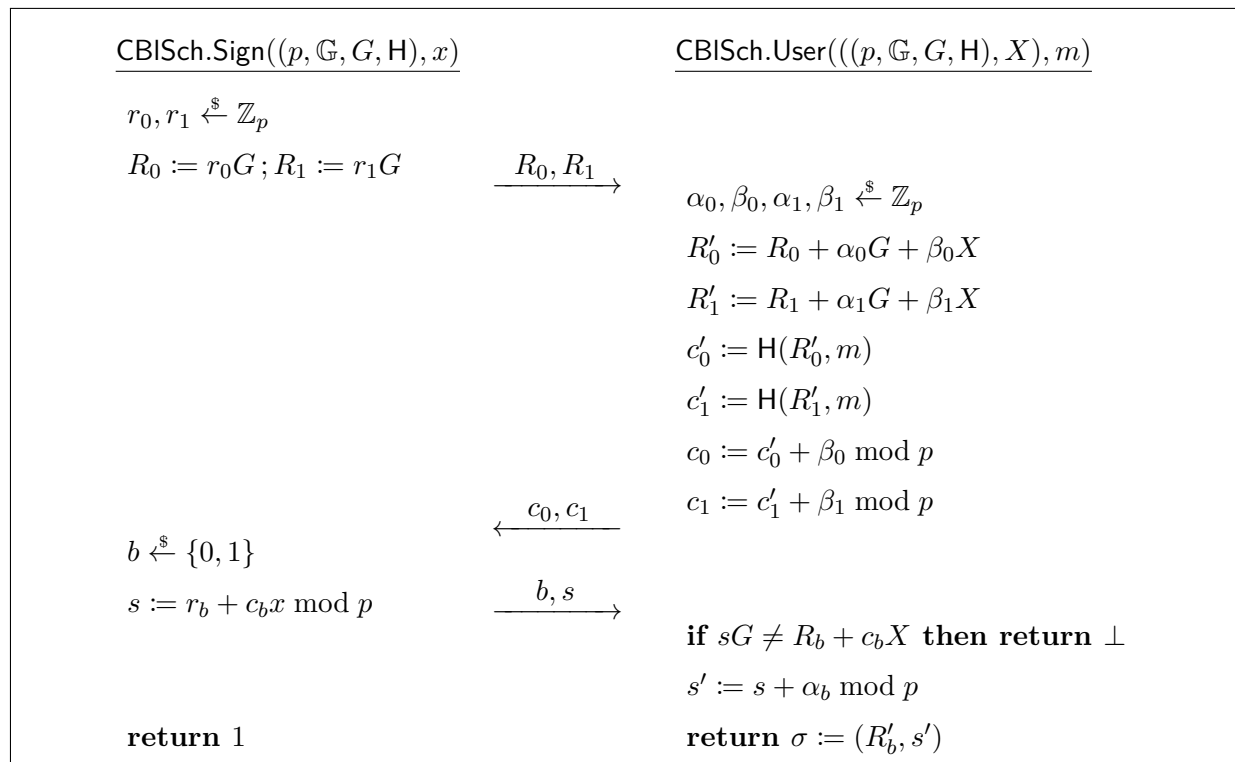 CBlSch.Sign((p, 𝔾, G, H), x)
CBlSch.User(((p, 𝔾, G, H), X), m)
r₀, r₁ ←$ ℤₚ
R₀ := r₀G ; R₁ := r₁G
R₀, R₁
α₀, β₀, α₁, β₁ ←$ ℤₚ
R′₀ := R₀ + α₀G + β₀X
R′₁ := R₁ + α₁G + β₁X
c′₀ := H(R′₀, m)
c′₁ := H(R′₁, m)
c₀ := c′₀ + β₀ mod p
c₁ := c′₁ + β₁ mod p
c₀, c₁
b ←$ {0, 1}
s := r_b + c_b x mod p
b, s
if sG ≠ R_b + c_b X then return ⊥
s′ := s + α_b mod p
return 1
return σ := (R′_b, s′)